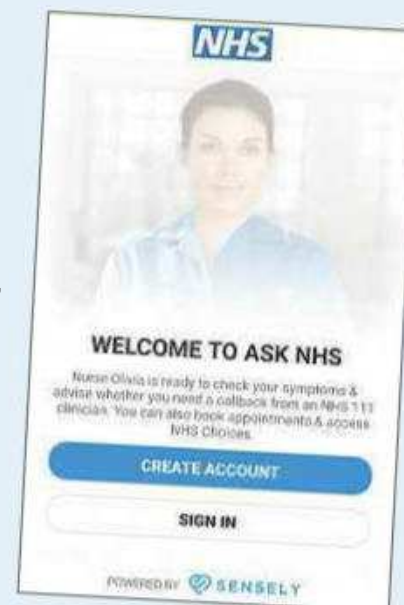 NHS
WELCOME TO ASK NHS
Nurse Olivia is ready to check your symptoms &
advise whether you need a callback from an NHS 111
clinician. You can also book appointments & access
NHS Choices.
CREATE ACCOUNT
SIGN IN
POWERED BY SENSELY